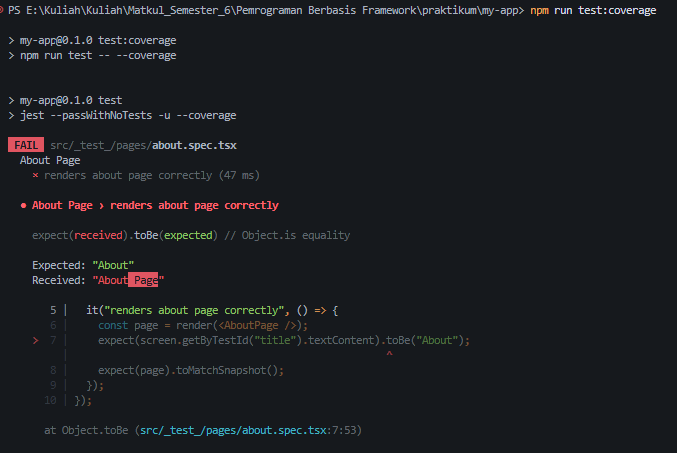 PS E:\Kuliah\Kuliah\Matkul_Semester_6\Pemrograman Berbasis Framework\praktikum\my-app> npm run test:coverage
> my-app@0.1.0 test:coverage
> npm run test -- --coverage
> my-app@0.1.0 test
> jest --passWithNoTests -u --coverage
FAIL src/_test_/pages/about.spec.tsx
About Page
× renders about page correctly (47 ms)
● About Page › renders about page correctly
expect(received).toBe(expected) // Object.is equality
Expected: "About"
Received: "About Page"
5 | it("renders about page correctly", () => {
6 | const page = render(<AboutPage />);
> 7 | expect(screen.getByTestId("title").textContent).toBe("About");
| ^
8 | expect(page).toMatchSnapshot();
9 | });
10 | });
at Object.toBe (src/_test_/pages/about.spec.tsx:7:53)